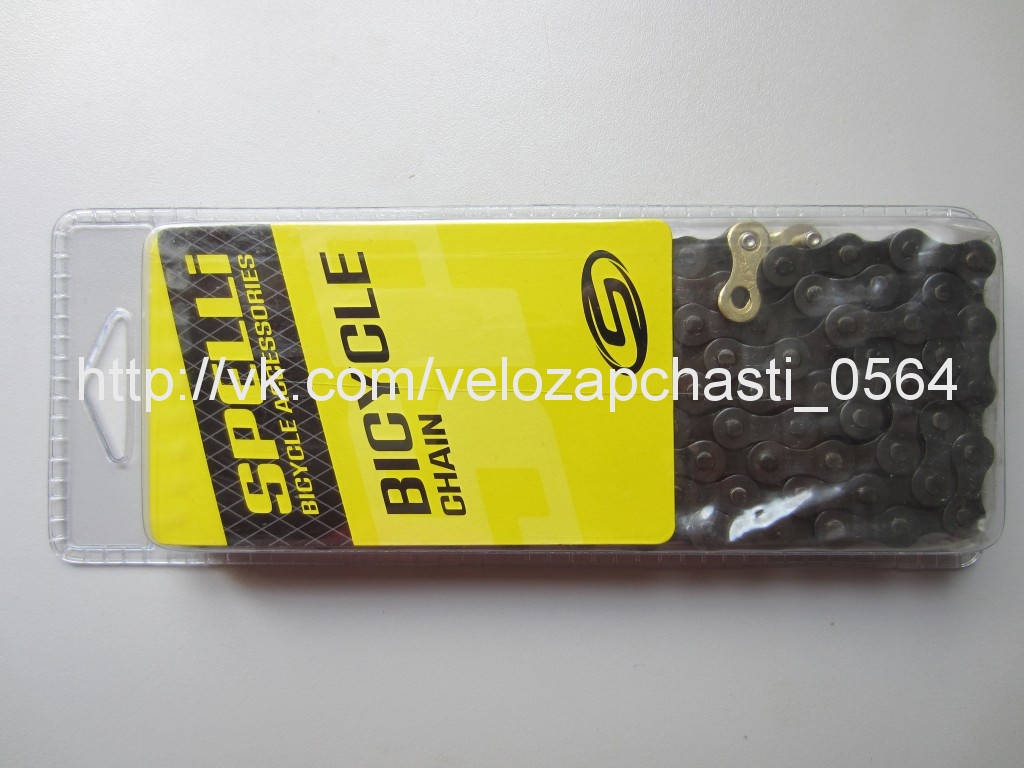 SPELLi
BICYCLE ACCESSORIES
BICYCLE
CHAIN
http://vk.com/velozapchasti_0564